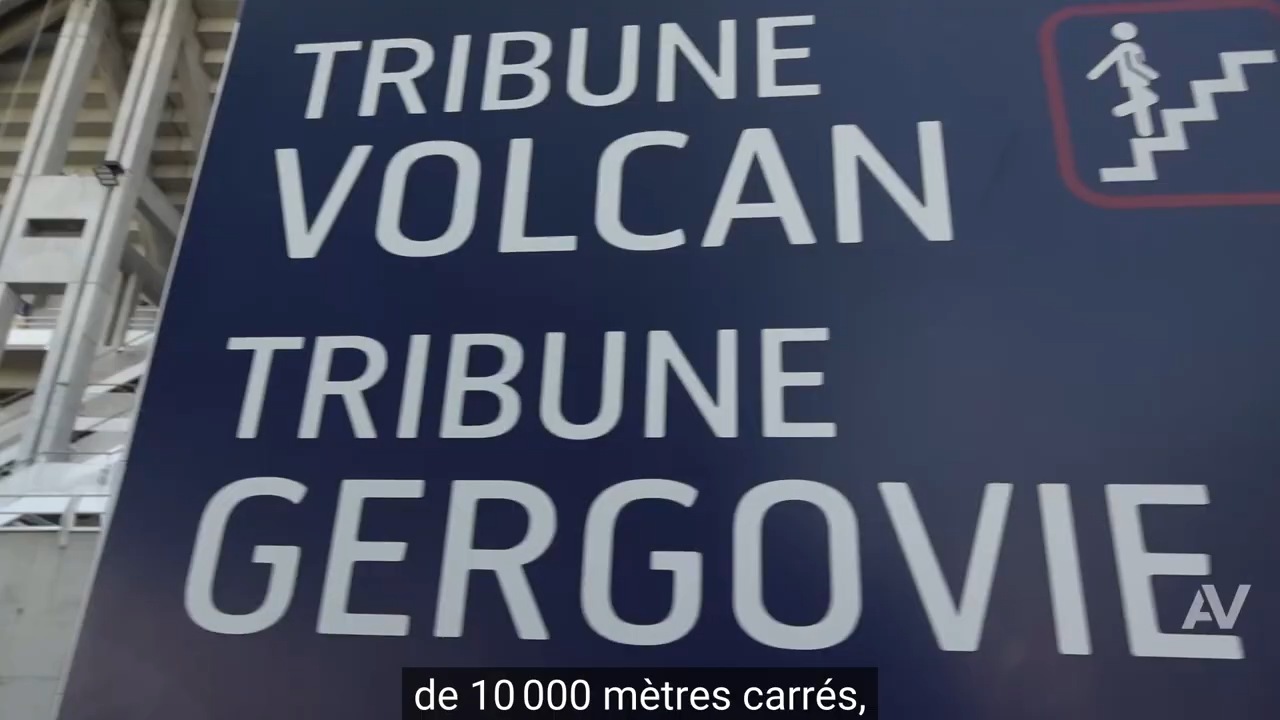 TRIBUNE
VOLCAN
TRIBUNE
GERGOVIE
AV
de 10 000 mètres carrés,